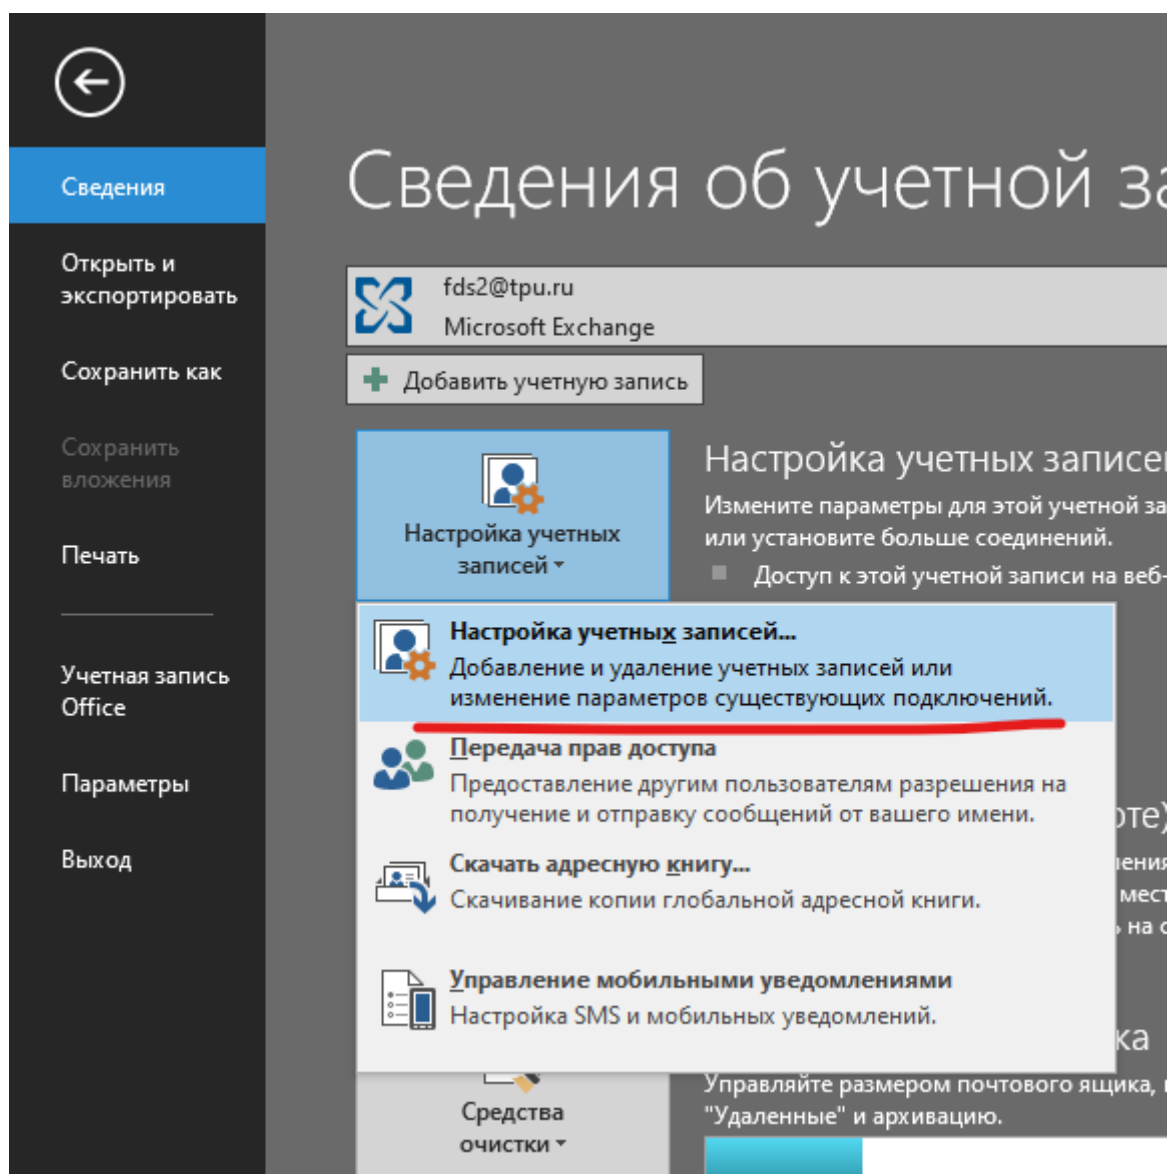 Сведения
Открыть и
экспортировать
Сохранить как
Сохранить
вложения
Печать
Учетная запись
Office
Параметры
Выход
Сведения об учетной
fds2@tpu.ru
Microsoft Exchange
Добавить учетную запись
Настройка учетных
записей
Настройка учетных
Измените параметры для этой учетной
или установите больше соединений.
Доступ к этой учетной записи на веб-
Настройка учетных записей...
Добавление и удаление учетных записей или
изменение параметров существующих подключений.
Передача прав доступа
Предоставление другим пользователям разрешения на
получение и отправку сообщений от вашего имени.
Скачать адресную книгу...
Скачивание копии глобальной адресной книги.
Управление мобильными уведомлениями
Настройка SMS и мобильных уведомлений.
на
Управляйте размером почтового ящика,
"Удаленные" и архивацию.
Средства
очистки